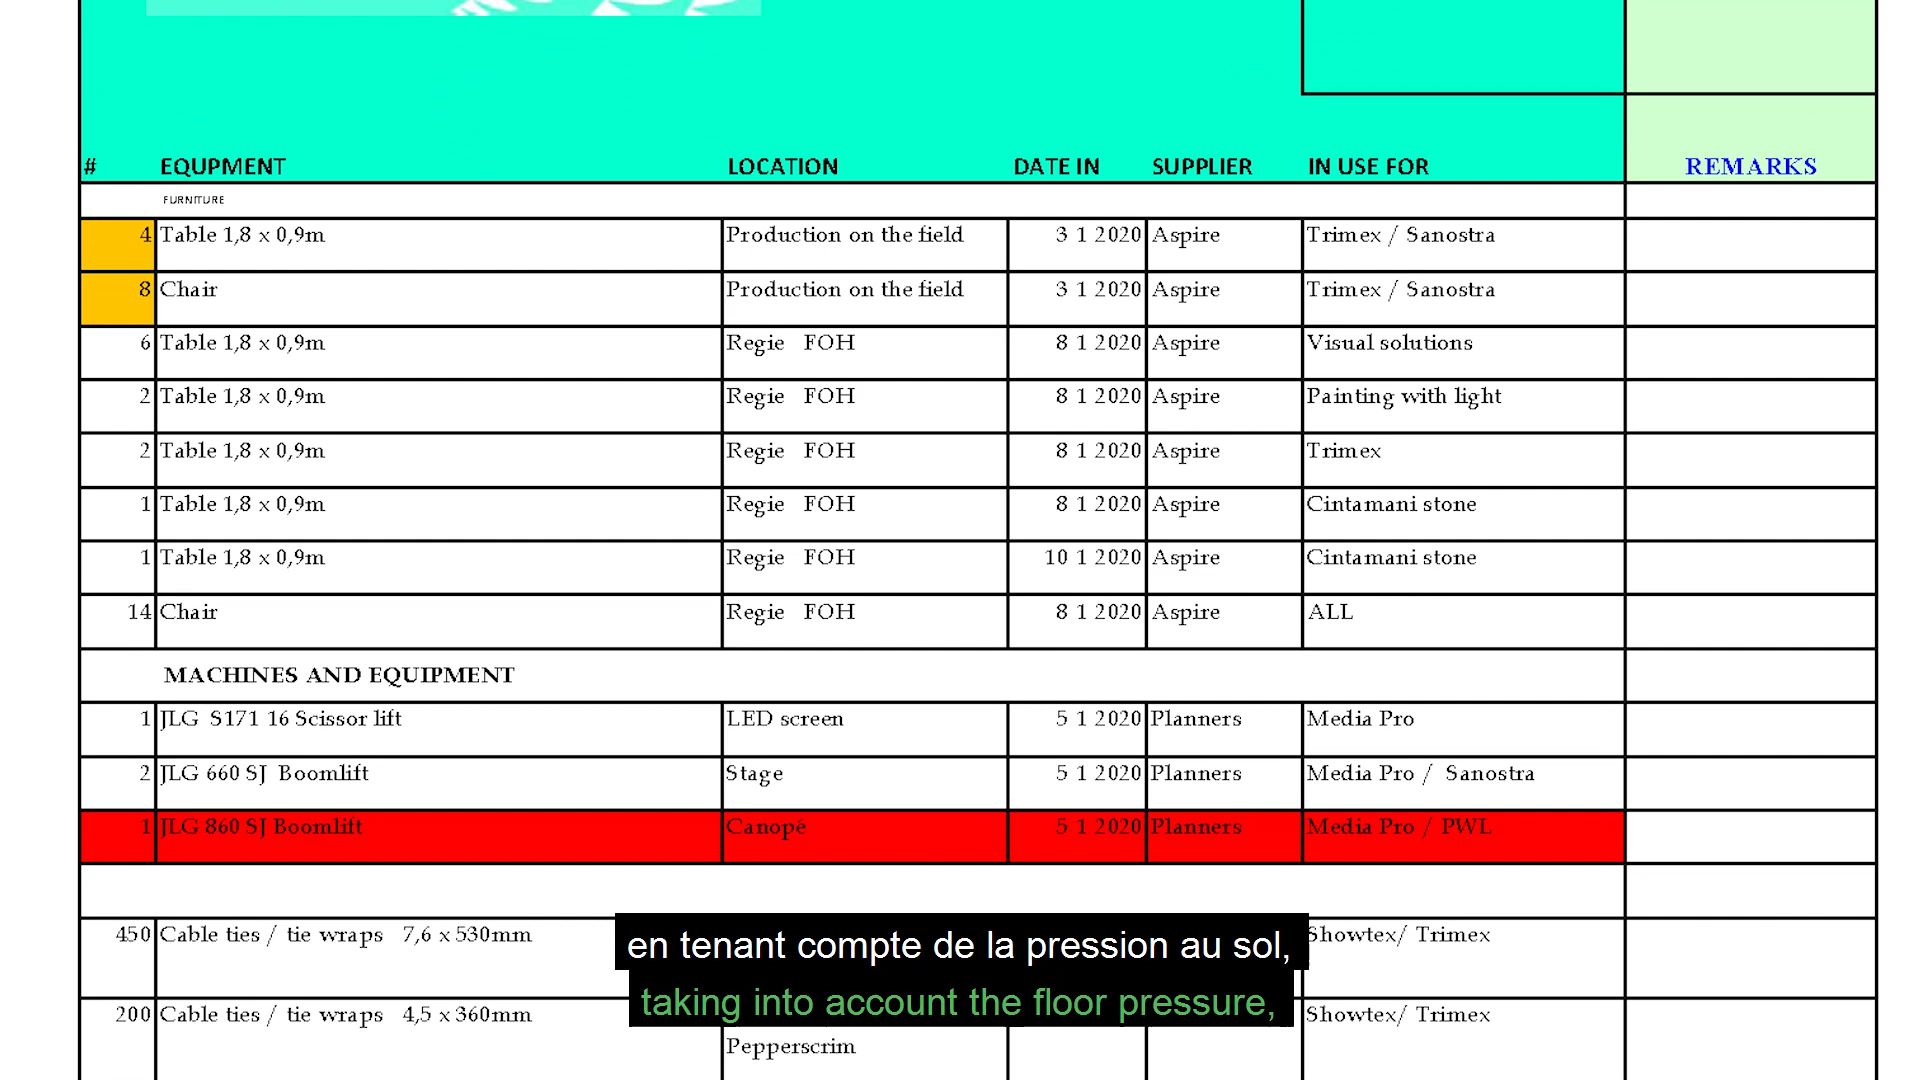 # EQUPMENT LOCATION DATE IN SUPPLIER IN USE FOR REMARKS
FURNITURE
4 Table 1,8 x 0,9m Production on the field 3 1 2020 Aspire Trimex / Sanostra
8 Chair Production on the field 3 1 2020 Aspire Trimex / Sanostra
6 Table 1,8 x 0,9m Regie FOH 8 1 2020 Aspire Visual solutions
2 Table 1,8 x 0,9m Regie FOH 8 1 2020 Aspire Painting with light
2 Table 1,8 x 0,9m Regie FOH 8 1 2020 Aspire Trimex
1 Table 1,8 x 0,9m Regie FOH 8 1 2020 Aspire Cintamani stone
1 Table 1,8 x 0,9m Regie FOH 10 1 2020 Aspire Cintamani stone
14 Chair Regie FOH 8 1 2020 Aspire ALL
MACHINES AND EQUIPMENT
1 JLG S171 16 Scissor lift LED screen 5 1 2020 Planners Media Pro
2 JLG 660 SJ Boomlift Stage 5 1 2020 Planners Media Pro / Sanostra
1 JLG 860 SJ Boomlift Canopé 5 1 2020 Planners Media Pro / PWL
450 Cable ties / tie wraps 7,6 x 530mm Showtex/ Trimex
200 Cable ties / tie wraps 4,5 x 360mm Showtex/ Trimex
Pepperscrim
en tenant compte de la pression au sol,
taking into account the floor pressure,